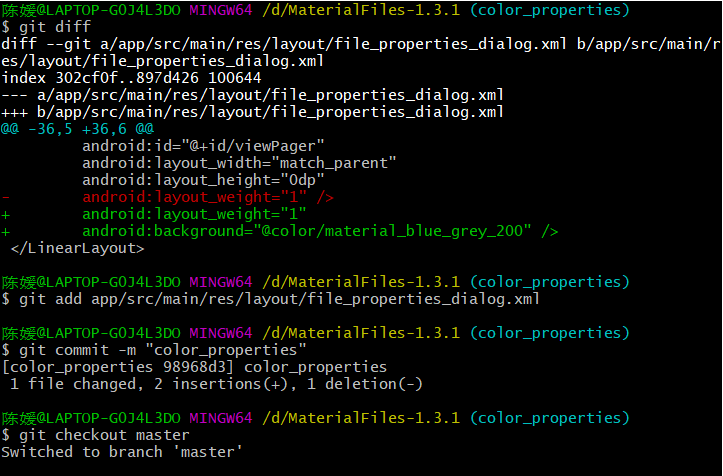 陈媛@LAPTOP-G0J4L3DO MINGW64 /d/MaterialFiles-1.3.1 (color_properties)
$ git diff
diff --git a/app/src/main/res/layout/file_properties_dialog.xml b/app/src/main/r
es/layout/file_properties_dialog.xml
index 302cf0f..897d426 100644
--- a/app/src/main/res/layout/file_properties_dialog.xml
+++ b/app/src/main/res/layout/file_properties_dialog.xml
@@ -36,5 +36,6 @@
         android:id="@+id/viewPager"
         android:layout_width="match_parent"
         android:layout_height="0dp"
-        android:layout_weight="1" />
+        android:layout_weight="1"
+        android:background="@color/material_blue_grey_200" />
 </LinearLayout>
陈媛@LAPTOP-G0J4L3DO MINGW64 /d/MaterialFiles-1.3.1 (color_properties)
$ git add app/src/main/res/layout/file_properties_dialog.xml
陈媛@LAPTOP-G0J4L3DO MINGW64 /d/MaterialFiles-1.3.1 (color_properties)
$ git commit -m "color_properties"
[color_properties 98968d3] color_properties
 1 file changed, 2 insertions(+), 1 deletion(-)
陈媛@LAPTOP-G0J4L3DO MINGW64 /d/MaterialFiles-1.3.1 (color_properties)
$ git checkout master
Switched to branch 'master'